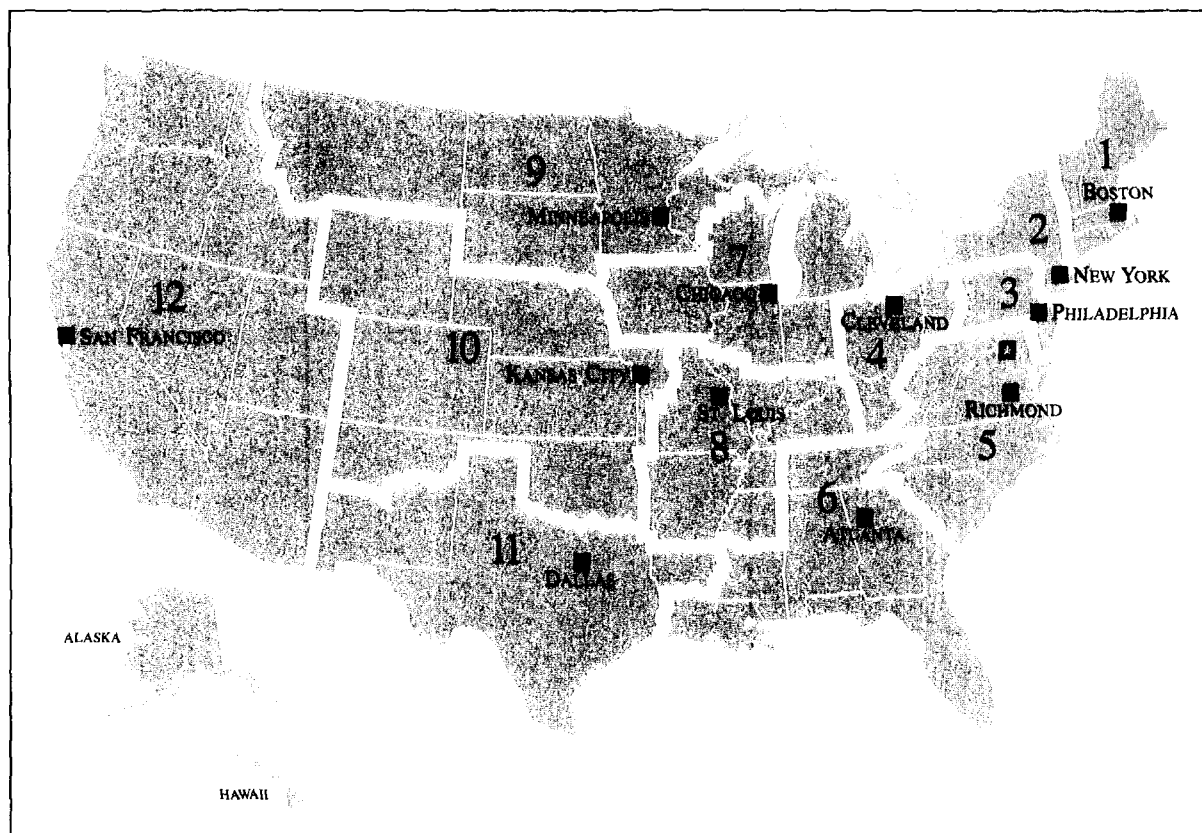 1
BOSTON
9
MINNEAPOLIS
2
7
NEW YORK
CHICAGO
12
3
CLEVELAND
PHILADELPHIA
SAN FRANCISCO
10
4
KANSAS CITY
ST. LOUIS
RICHMOND
8
5
6
ATLANTA
11
DALLAS
ALASKA
HAWAII